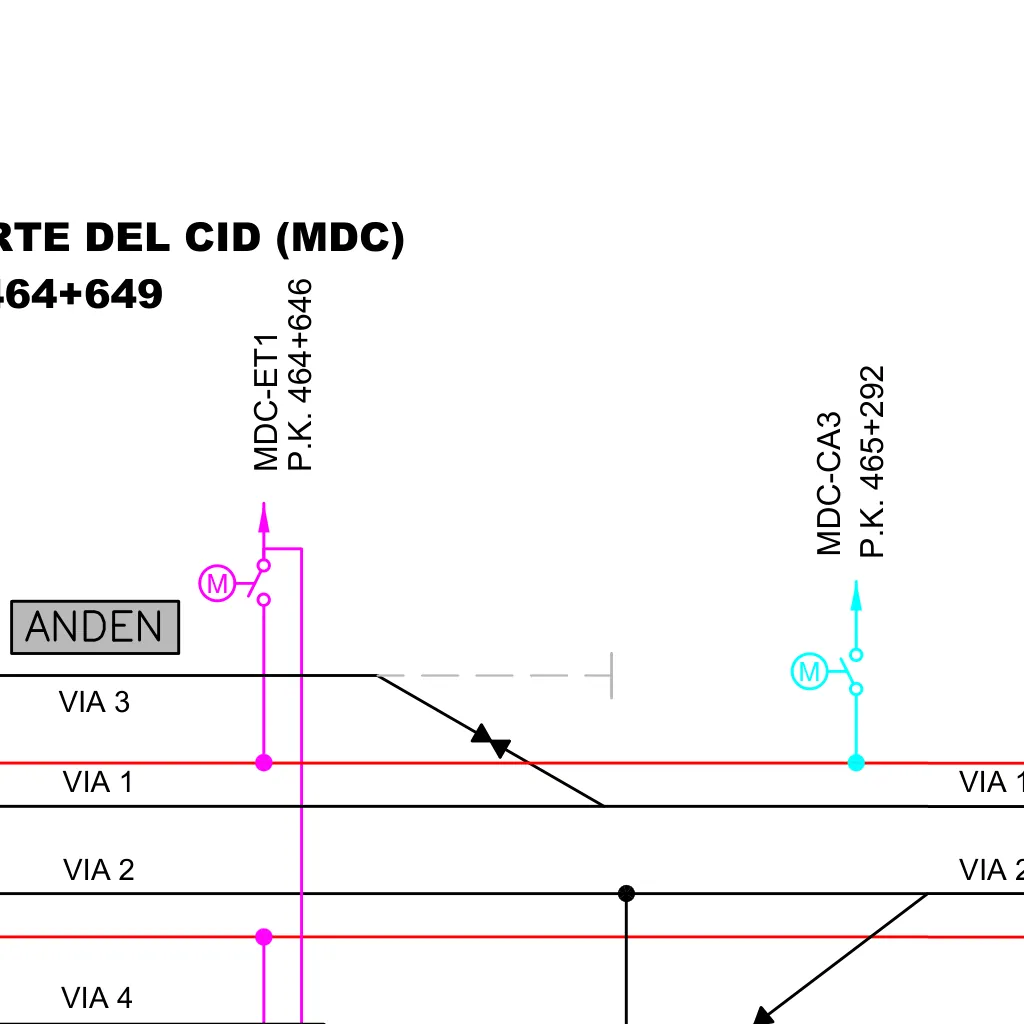 RTE DEL CID (MDC)
464+649
MDC-ET1
P.K. 464+646
MDC-CA3
P.K. 465+292
M
M
ANDEN
VIA 3
VIA 1
VIA 1
VIA 2
VIA 2
VIA 4